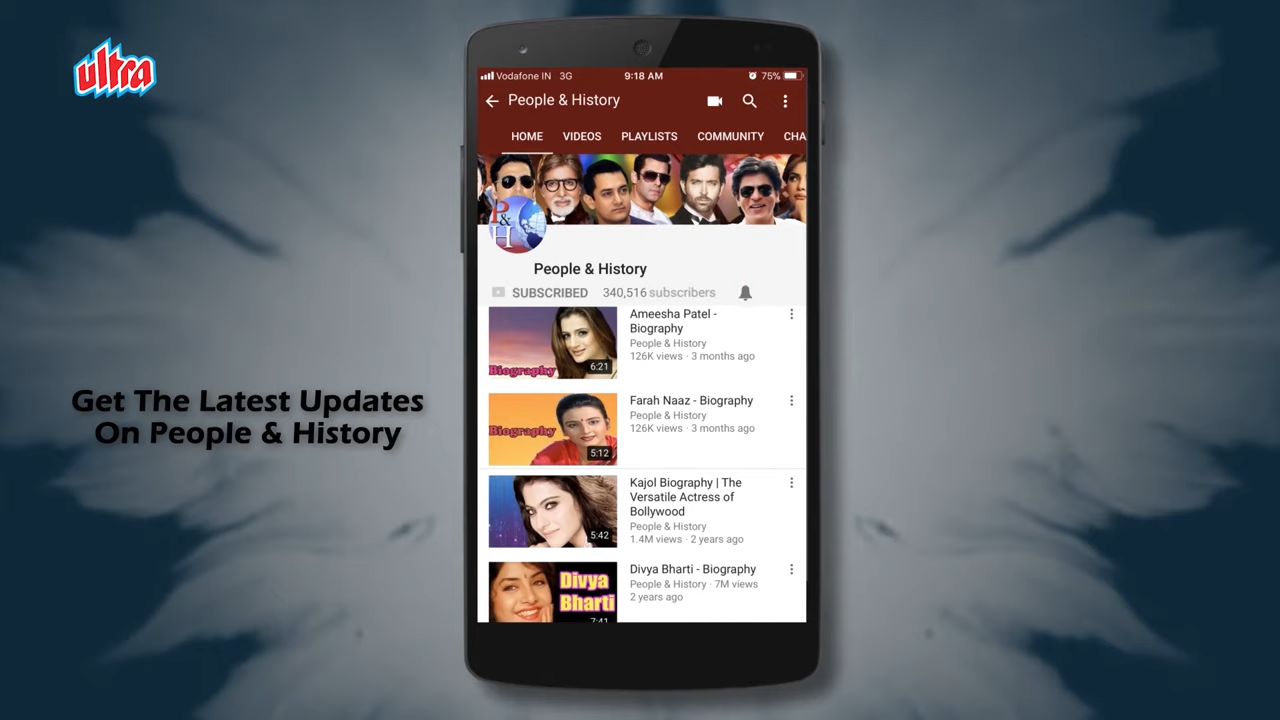 ultra
Vodafone IN 3G 9:18 AM 75%
People & History
HOME VIDEOS PLAYLISTS COMMUNITY CHA
P
&
H
People & History
SUBSCRIBED 340,516 subscribers
Biography
6:21
Ameesha Patel -
Biography
People & History
126K views · 3 months ago
Biography
5:12
Farah Naaz - Biography
People & History
126K views · 3 months ago
5:42
Kajol Biography | The
Versatile Actress of
Bollywood
People & History
1.4M views · 2 years ago
Divya
Bharti
7:41
Divya Bharti - Biography
People & History · 7M views
2 years ago
Get The Latest Updates
On People & History